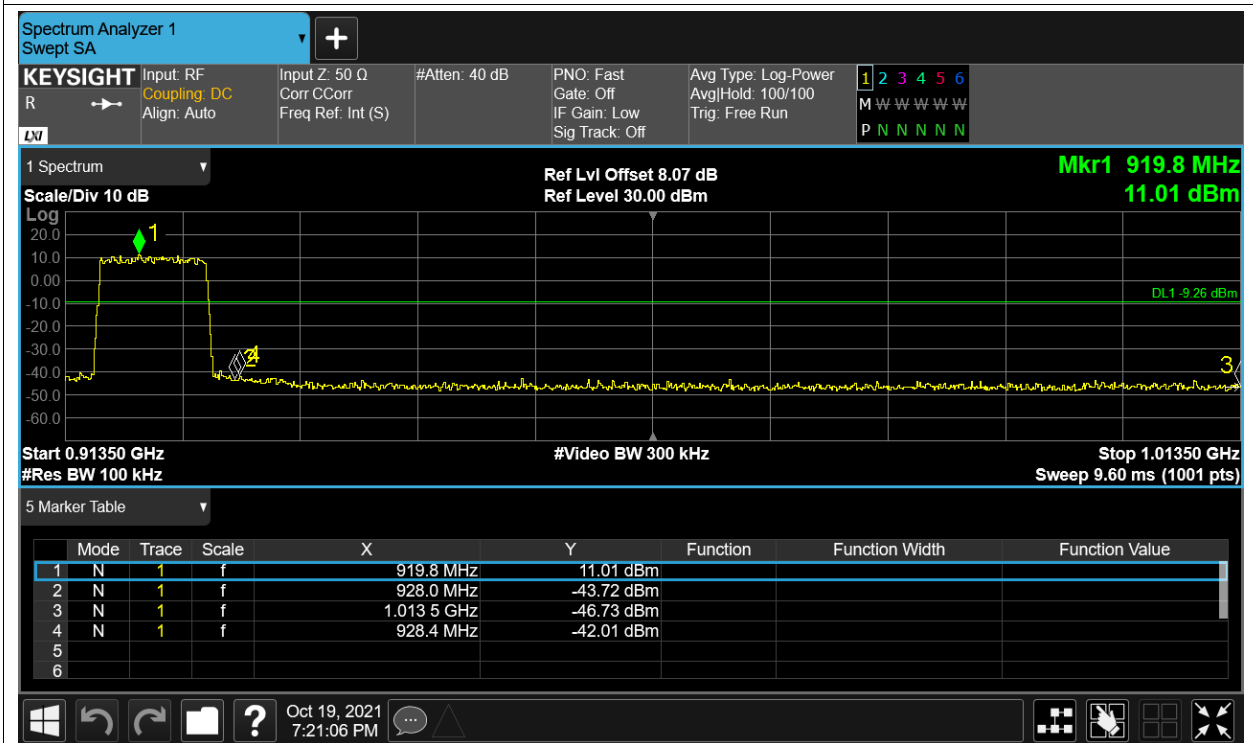 Spectrum Analyzer 1
Swept SA
+
KEYSIGHT Input: RF Input Z: 50 Ω #Atten: 40 dB PNO: Fast Avg Type: Log-Power 1 2 3 4 5 6
R Coupling: DC Corr CCorr Gate: Off Avg|Hold: 100/100 M W W W W W
Align: Auto Freq Ref: Int (S) IF Gain: Low Trig: Free Run
LXI Sig Track: Off P N N N N N
1 Spectrum Ref Lvl Offset 8.07 dB Mkr1 919.8 MHz
Scale/Div 10 dB Ref Level 30.00 dBm 11.01 dBm
Log
20.0
1
10.0
0.00
DL1 -9.26 dBm
-10.0
-20.0
-30.0
4
3
-40.0
-50.0
-60.0
Start 0.91350 GHz #Video BW 300 kHz Stop 1.01350 GHz
#Res BW 100 kHz Sweep 9.60 ms (1001 pts)
5 Marker Table
Mode Trace Scale X Y Function Function Width Function Value
1 N 1 f 919.8 MHz 11.01 dBm
2 N 1 f 928.0 MHz -43.72 dBm
3 N 1 f 1.013 5 GHz -46.73 dBm
4 N 1 f 928.4 MHz -42.01 dBm
5
6
? Oct 19, 2021
7:21:06 PM